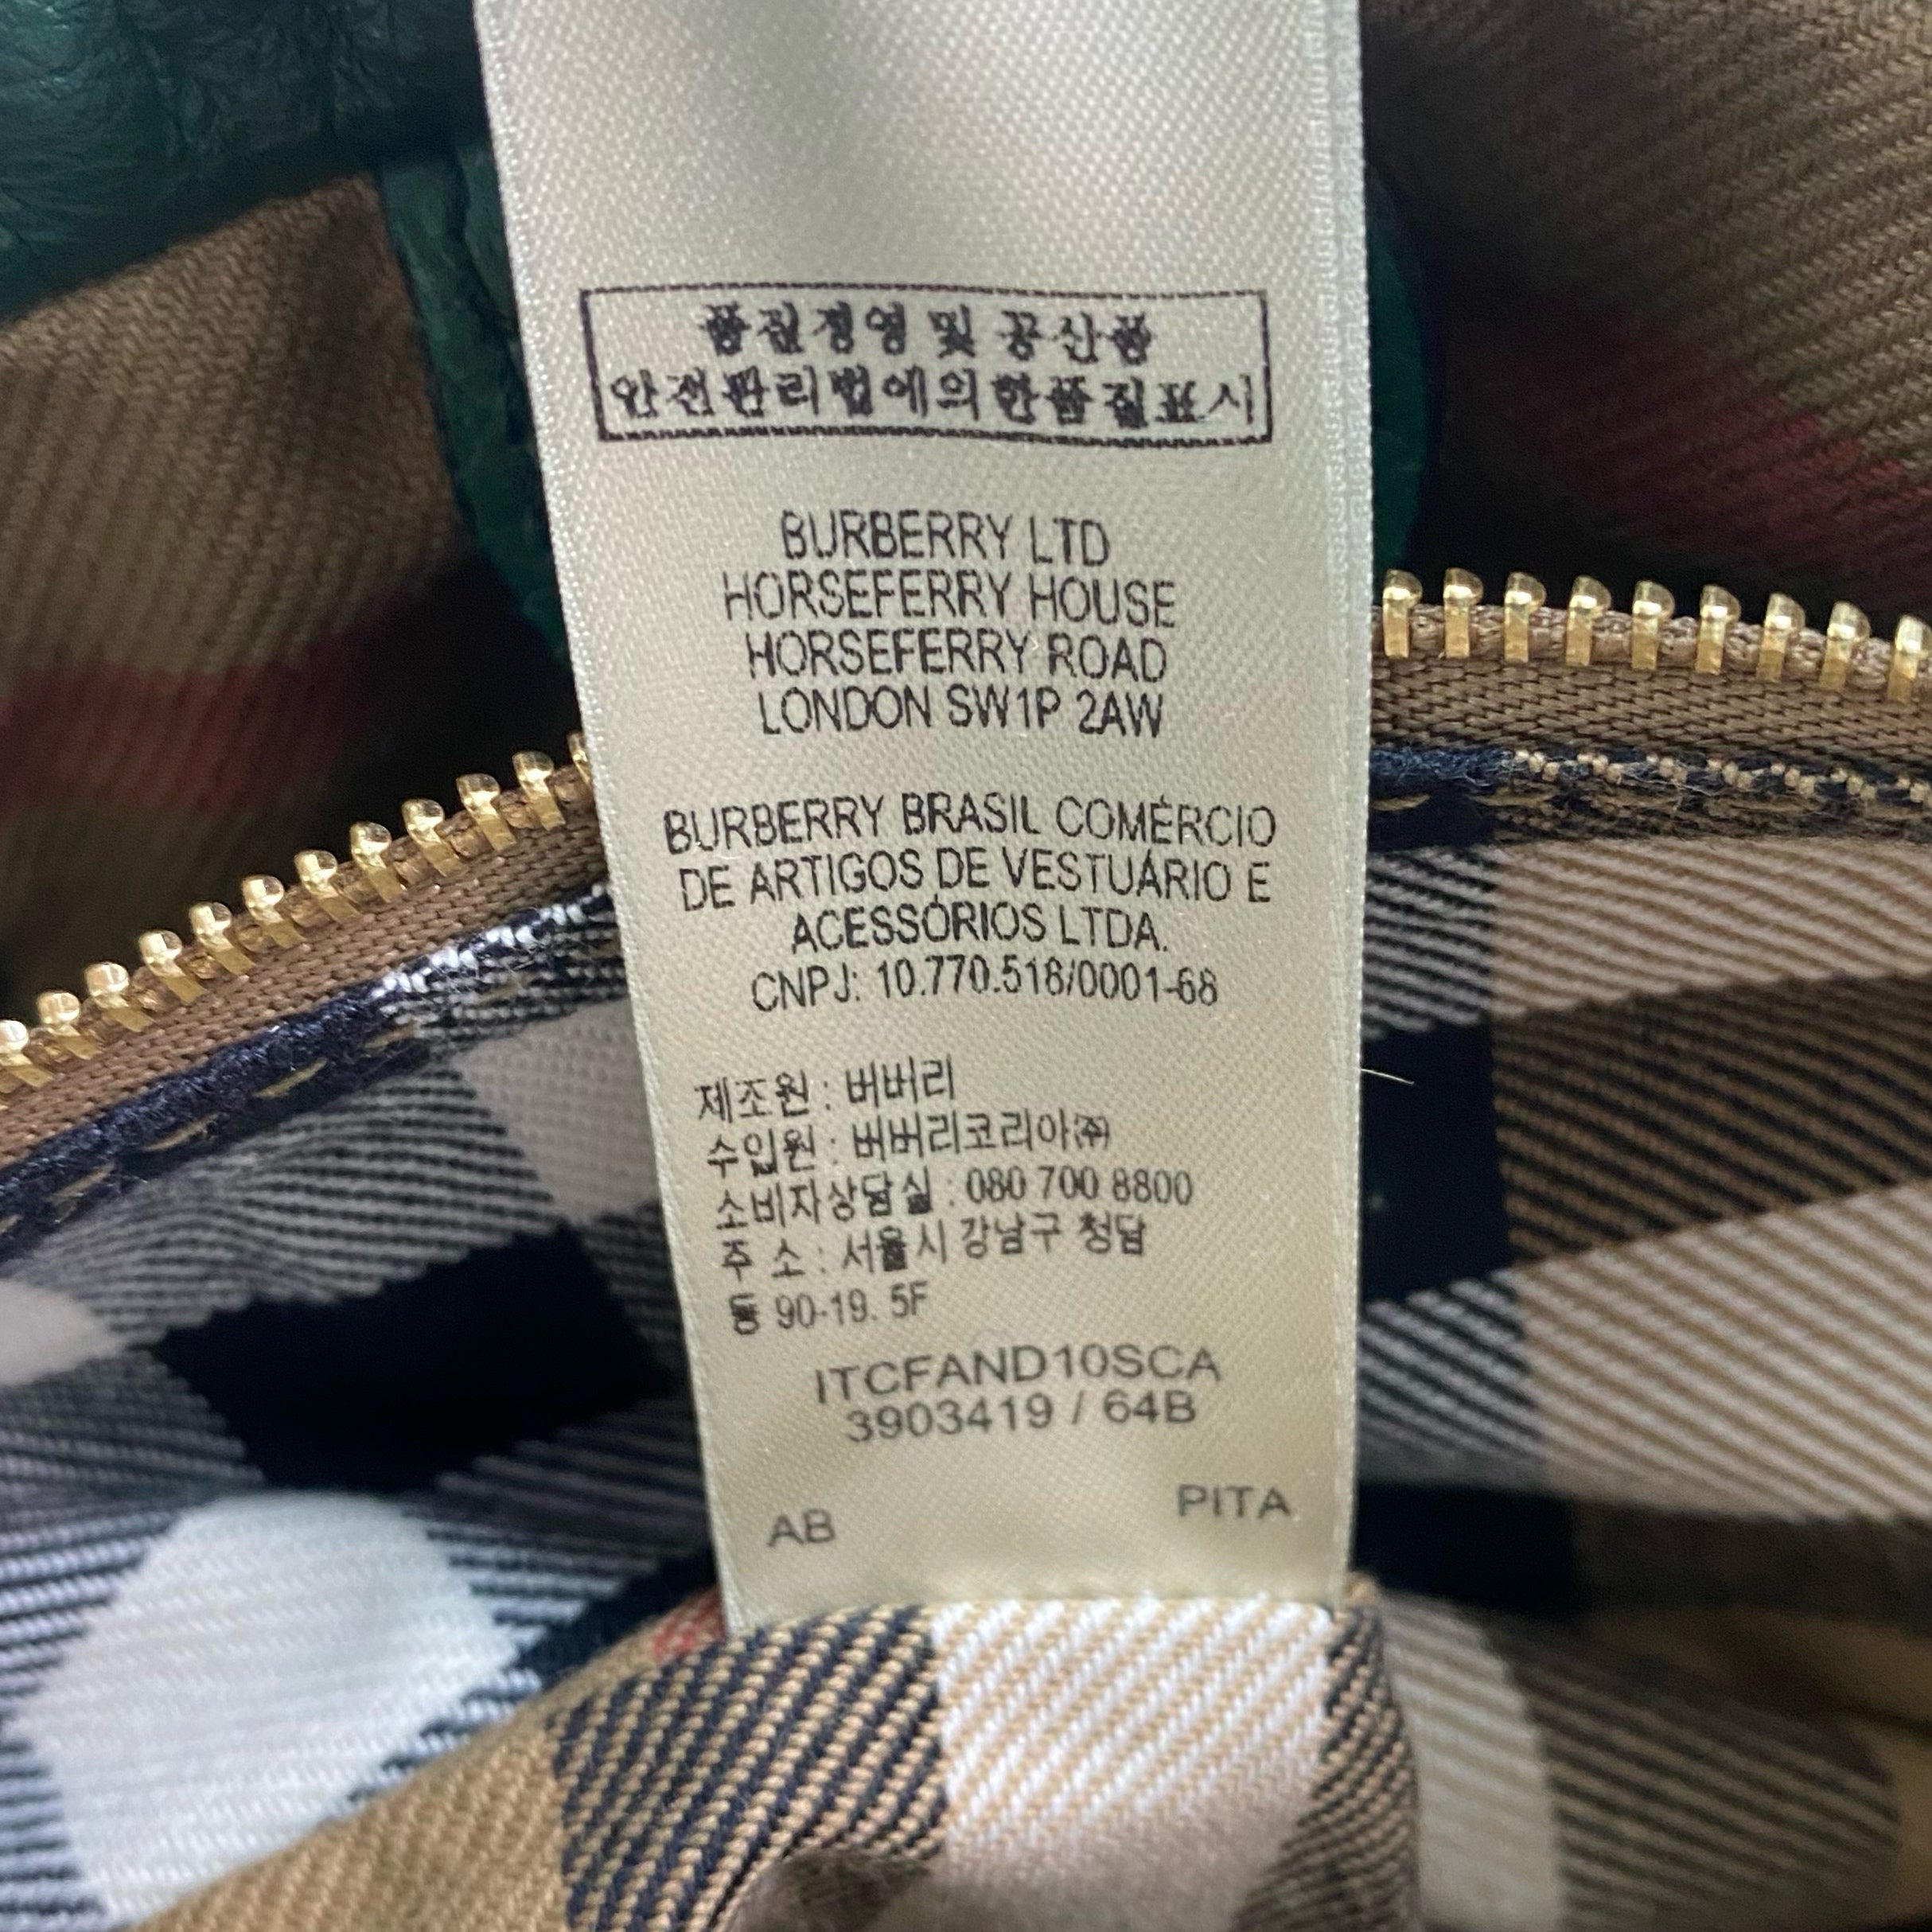 품질경영 및 공산품
안전관리법에의한품질표시
BURBERRY LTD
HORSEFERRY HOUSE
HORSEFERRY ROAD
LONDON SW1P 2AW
BURBERRY BRASIL COMÉRCIO
DE ARTIGOS DE VESTUÁRIO E
ACESSÓRIOS LTDA.
CNPJ: 10.770.518/0001-68
제조원 : 버버리
수입원 : 버버리코리아㈜
소비자상담실 : 080 700 8800
주 소 : 서울시 강남구 청담
동 90-19. 5F
ITCFAND10SCA
3903419 / 64B
AB PITA